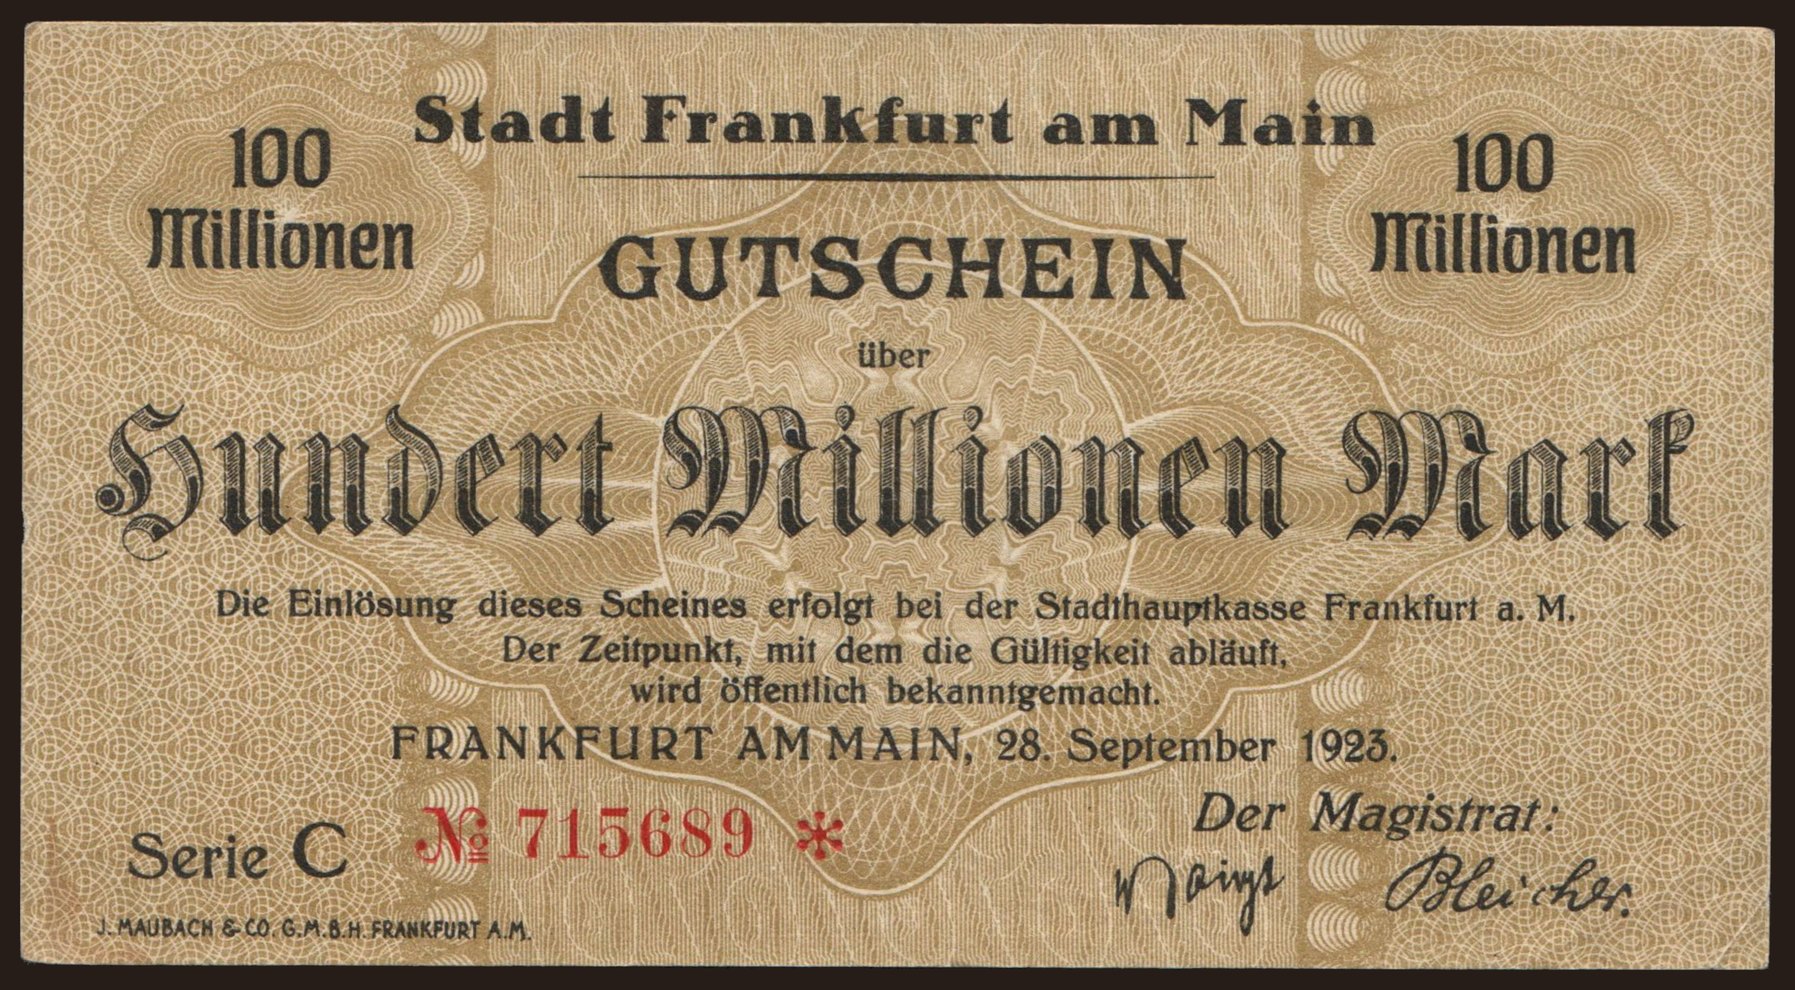 Stadt Frankfurt am Main
100 Millionen
100 Millionen
GUTSCHEIN
über
Hundert Millionen Mark
Die Einlösung dieses Scheines erfolgt bei der Stadthauptkasse Frankfurt a. M.
Der Zeitpunkt, mit dem die Gültigkeit abläuft,
wird öffentlich bekanntgemacht.
FRANKFURT AM MAIN, 28. September 1923.
Der Magistrat:
Serie C № 715689 *
Voigt Bleicher.
J. MAUBACH & CO. G.M.B.H. FRANKFURT A.M.